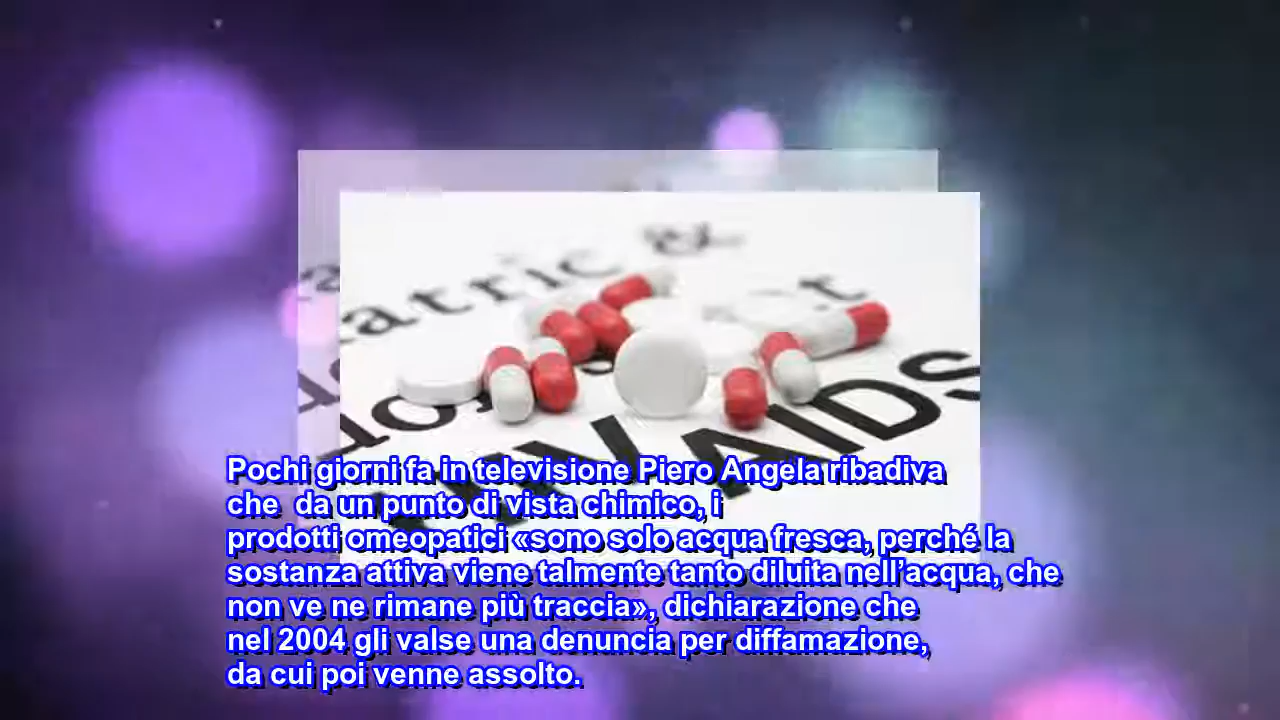 atric &
AIDS
Pochi giorni fa in televisione Piero Angela ribadiva
che da un punto di vista chimico, i
prodotti omeopatici «sono solo acqua fresca, perché la
sostanza attiva viene talmente tanto diluita nell'acqua, che
non ve ne rimane più traccia», dichiarazione che
nel 2004 gli valse una denuncia per diffamazione,
da cui poi venne assolto.